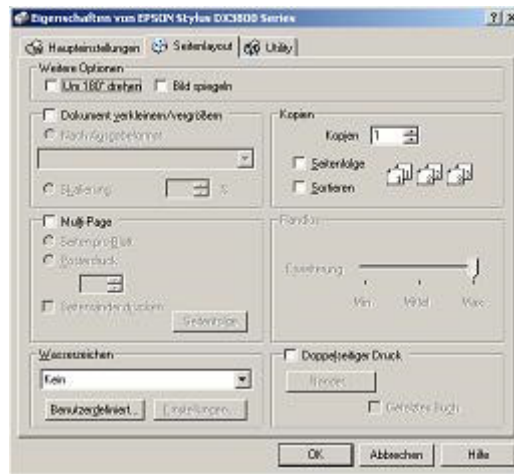 Eigenschaften von EPSON Stylus DX3800 Series
Haupteinstellungen Seitenlayout Utility
Weitere Optionen
Um 180° drehen Bild spiegeln
Dokument verkleinern/vergrößern
Nach Ausgabeformat
Skalierung %
Kopien
Kopien 1
Seitenfolge
Sortieren
Multi-Page
Seiten pro Blatt
Posterdruck
Seitenränder drucken
Seitenfolge
Randlos
Erweiterung
Min Mittel Max
Wasserzeichen
Kein
Benutzerdefiniert... Einstellungen...
Doppelseitiger Druck
Ränder...
Gefalztes Buch
OK Abbrechen Hilfe